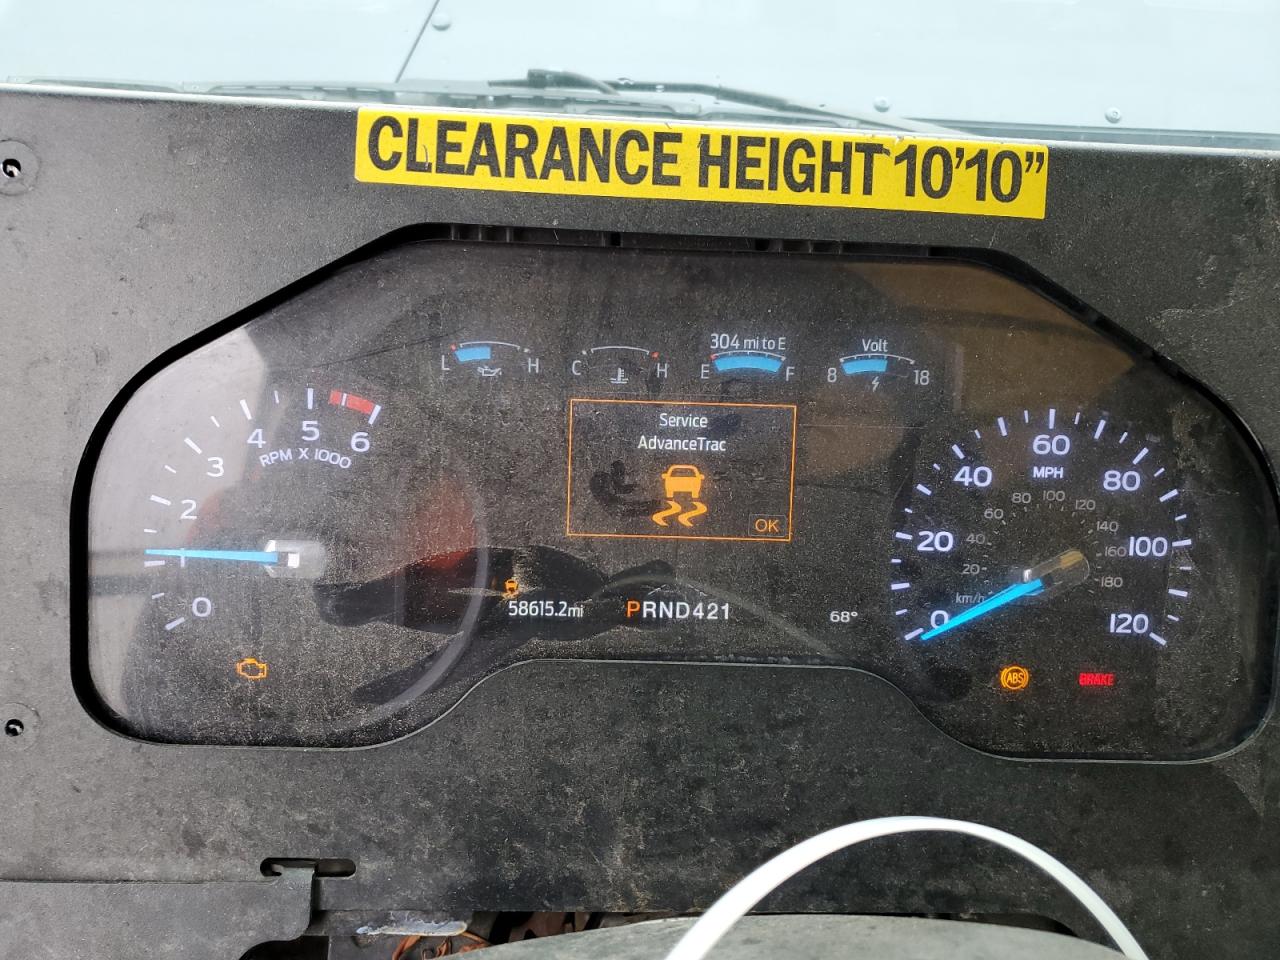 CLEARANCE HEIGHT 10'10"
304 mi to E
Volt
L H
C H
E F
8 18
Service
AdvanceTrac
OK
0 1 2 3 4 5 6
RPM X 1000
0 20 40 60 80 100 120
MPH
20 40 60 80 100 120 140 160 180
km/h
58615.2mi
PRND421
68°
ABS
BRAKE